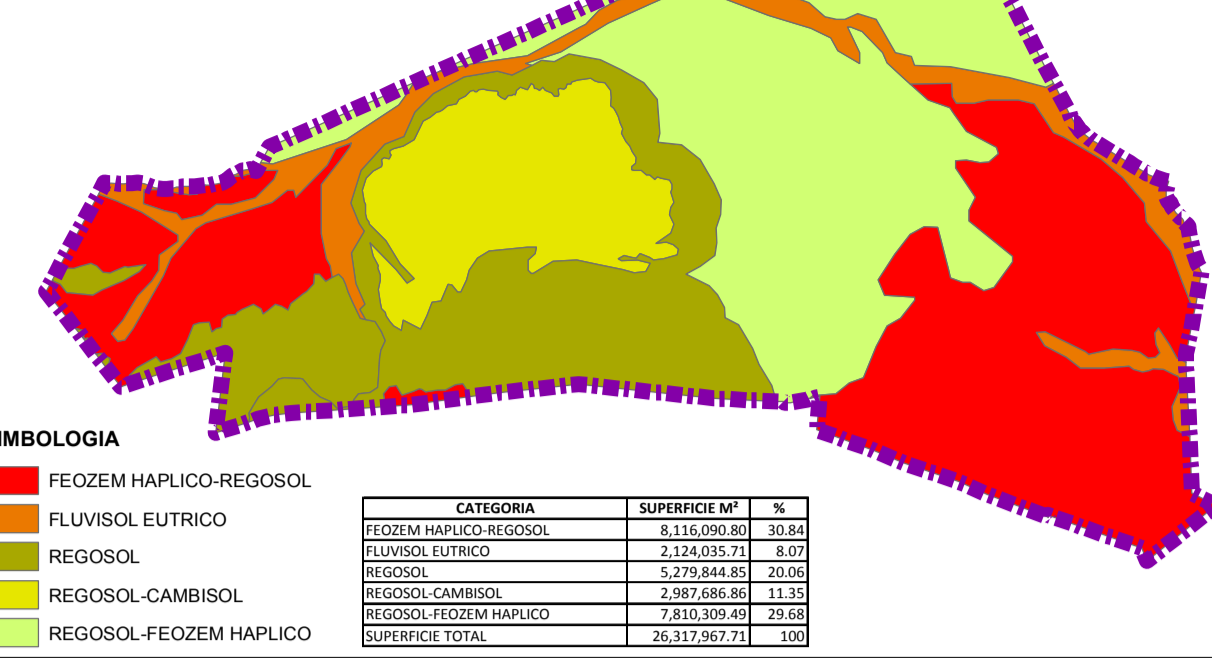 IMBOLOGIA
FEOZEM HAPLICO-REGOSOL
FLUVISOL EUTRICO
REGOSOL
REGOSOL-CAMBISOL
REGOSOL-FEOZEM HAPLICO
CATEGORIA SUPERFICIE M² %
FEOZEM HAPLICO-REGOSOL 8,116,090.80 30.84
FLUVISOL EUTRICO 2,124,035.71 8.07
REGOSOL 5,279,844.85 20.06
REGOSOL-CAMBISOL 2,987,686.86 11.35
REGOSOL-FEOZEM HAPLICO 7,810,309.49 29.68
SUPERFICIE TOTAL 26,317,967.71 100